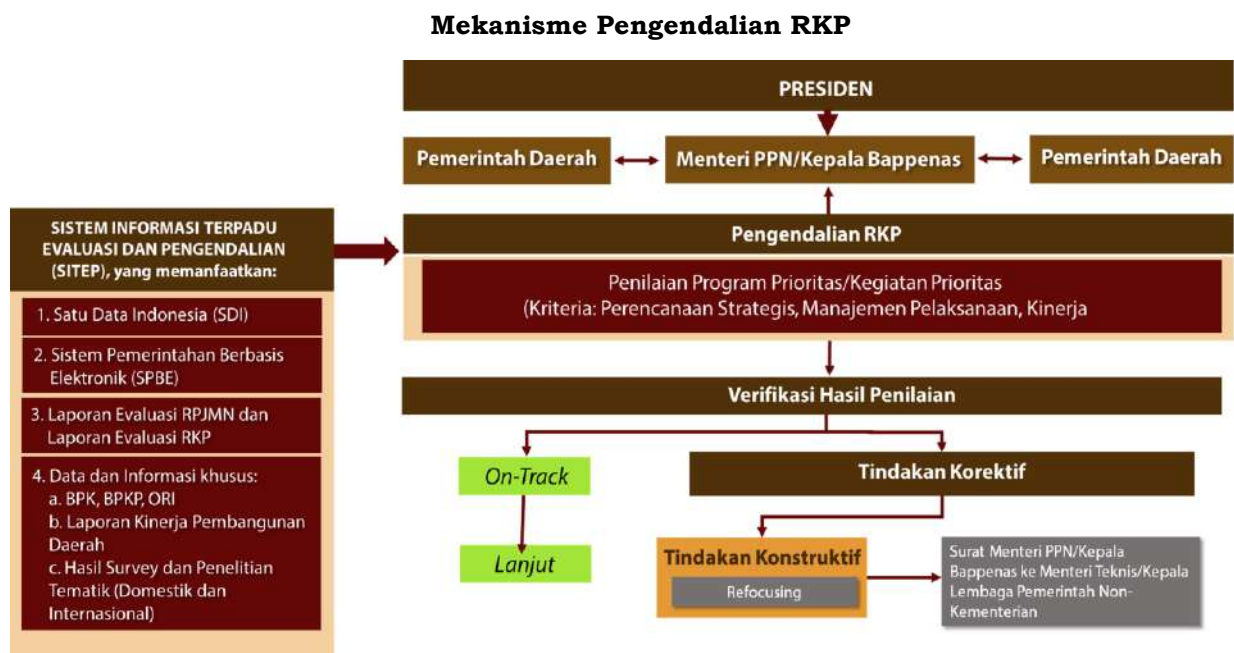 Mekanisme Pengendalian RKP
PRESIDEN
Pemerintah Daerah
Menteri PPN/Kepala Bappenas
Pemerintah Daerah
SISTEM INFORMASI TERPADU
EVALUASI DAN PENGENDALIAN
(SITEP), yang memanfaatkan:
1. Satu Data Indonesia (SDI)
2. Sistem Pemerintahan Berbasis
Elektronik (SPBE)
3. Laporan Evaluasi RPJMN dan
Laporan Evaluasi RKP
4. Data dan Informasi khusus:
a. BPK, BPKP, ORI
b. Laporan Kinerja Pembangunan
Daerah
c. Hasil Survey dan Penelitian
Tematik (Domestik dan
Internasional)
Pengendalian RKP
Penilaian Program Prioritas/Kegiatan Prioritas
(Kriteria: Perencanaan Strategis, Manajemen Pelaksanaan, Kinerja
Verifikasi Hasil Penilaian
On-Track
Lanjut
Tindakan Korektif
Tindakan Konstruktif
Refocusing
Surat Menteri PPN/Kepala
Bappenas ke Menteri Teknis/Kepala
Lembaga Pemerintah Non-
Kementerian